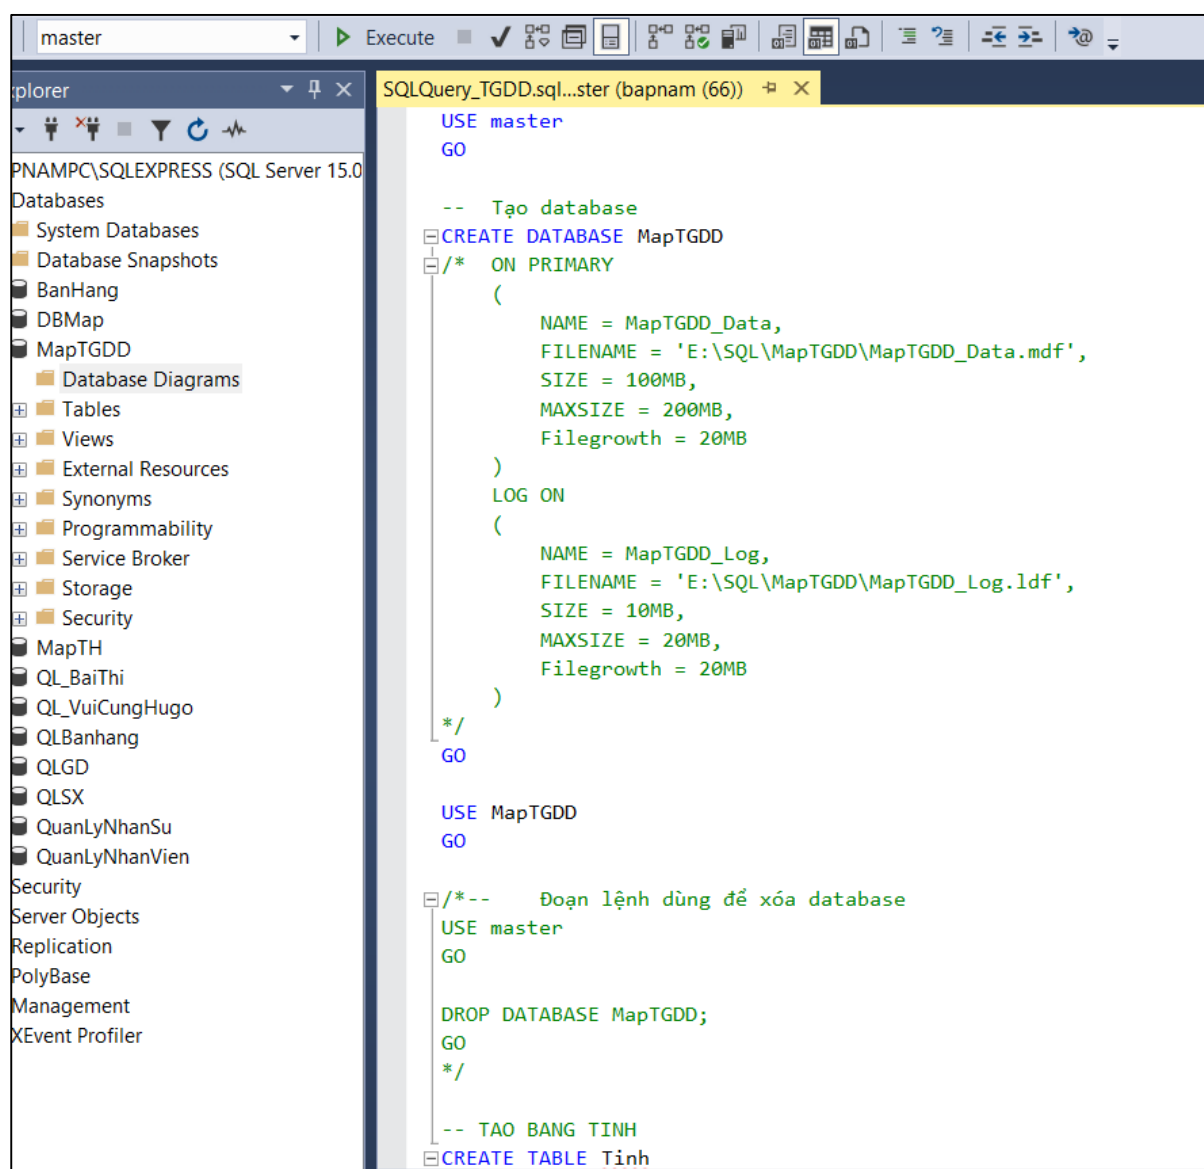 master
Execute
xplorer
SQLQuery_TGDD.sql...ster (bapnam (66))
PNAMPC\SQLEXPRESS (SQL Server 15.0
Databases
System Databases
Database Snapshots
BanHang
DBMap
MapTGDD
Database Diagrams
Tables
Views
External Resources
Synonyms
Programmability
Service Broker
Storage
Security
MapTH
QL_BaiThi
QL_VuiCungHugo
QLBanhang
QLGD
QLSX
QuanLyNhanSu
QuanLyNhanVien
Security
Server Objects
Replication
PolyBase
Management
XEvent Profiler
USE master
GO
-- Tạo database
CREATE DATABASE MapTGDD
/* ON PRIMARY
(
NAME = MapTGDD_Data,
FILENAME = 'E:\SQL\MapTGDD\MapTGDD_Data.mdf',
SIZE = 100MB,
MAXSIZE = 200MB,
Filegrowth = 20MB
)
LOG ON
(
NAME = MapTGDD_Log,
FILENAME = 'E:\SQL\MapTGDD\MapTGDD_Log.ldf',
SIZE = 10MB,
MAXSIZE = 20MB,
Filegrowth = 20MB
)
*/
GO
USE MapTGDD
GO
/*-- Đoạn lệnh dùng để xóa database
USE master
GO
DROP DATABASE MapTGDD;
GO
*/
-- TAO BANG TINH
CREATE TABLE Tinh